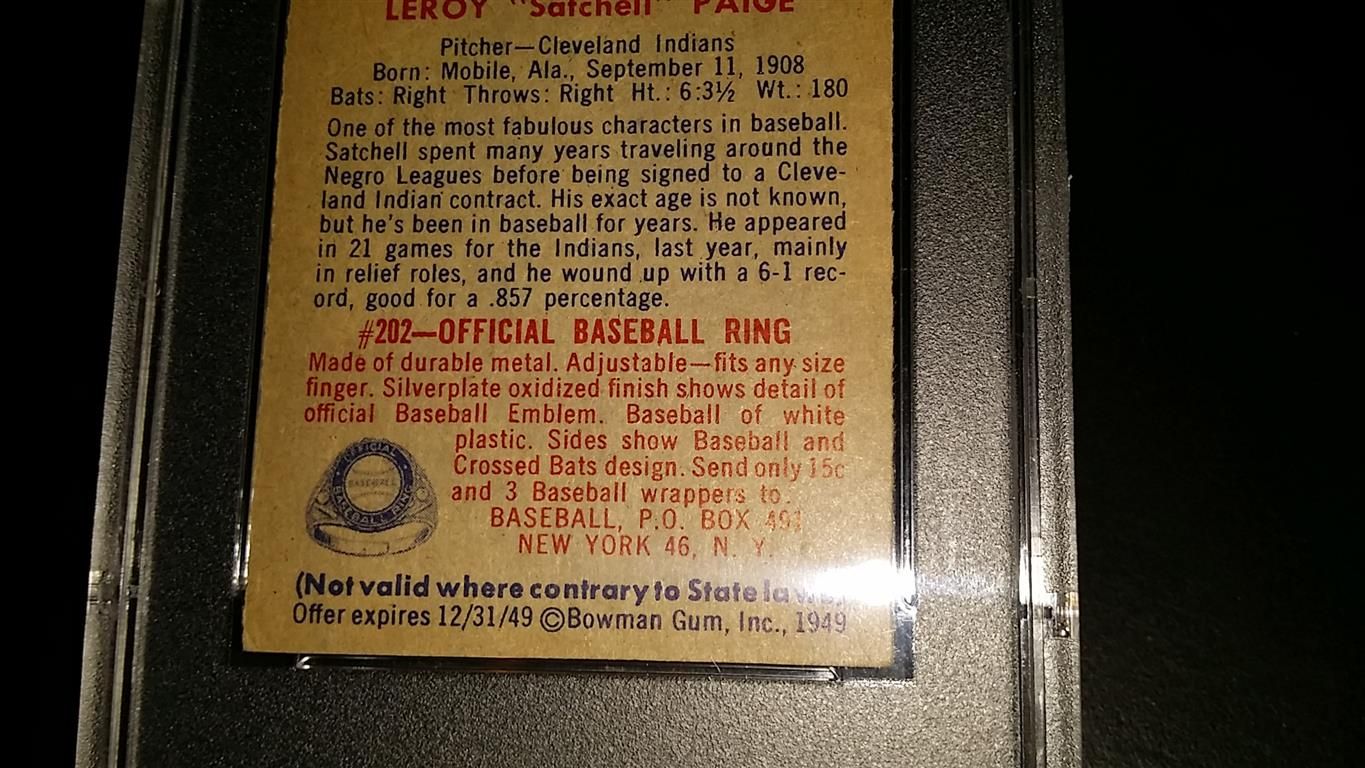 LEROY "Satchell" PAIGE
Pitcher—Cleveland Indians
Born: Mobile, Ala., September 11, 1908
Bats: Right Throws: Right Ht.: 6:3½ Wt.: 180
One of the most fabulous characters in baseball.
Satchell spent many years traveling around the
Negro Leagues before being signed to a Cleve-
land Indian contract. His exact age is not known,
but he's been in baseball for years. He appeared
in 21 games for the Indians, last year, mainly
in relief roles, and he wound up with a 6-1 rec-
ord, good for a .857 percentage.
#202—OFFICIAL BASEBALL RING
Made of durable metal. Adjustable—fits any size
finger. Silverplate oxidized finish shows detail of
official Baseball Emblem. Baseball of white
plastic. Sides show Baseball and
Crossed Bats design. Send only 15c
and 3 Baseball wrappers to:
BASEBALL, P.O. BOX 491
NEW YORK 46, N. Y.
OFFICIAL
BASEBALL
BASEBALL RING
(Not valid where contrary to State laws)
Offer expires 12/31/49 ©Bowman Gum, Inc., 1949